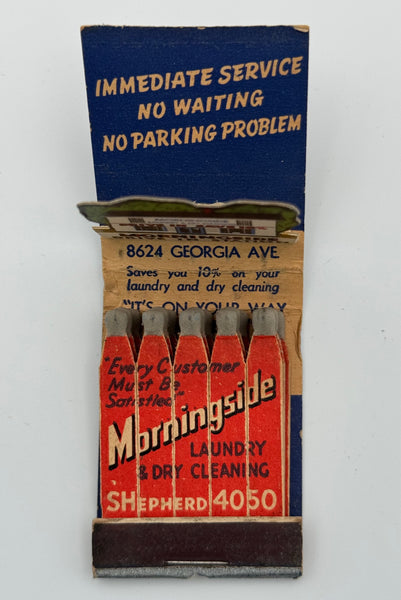 IMMEDIATE SERVICE
NO WAITING
NO PARKING PROBLEM
8624 GEORGIA AVE
Saves you 10% on your
laundry and dry cleaning
"IT'S ON YOUR WAY
"Every Customer
Must Be
Satisfied"
Morningside
LAUNDRY
& DRY CLEANING
SHEPHERD 4050